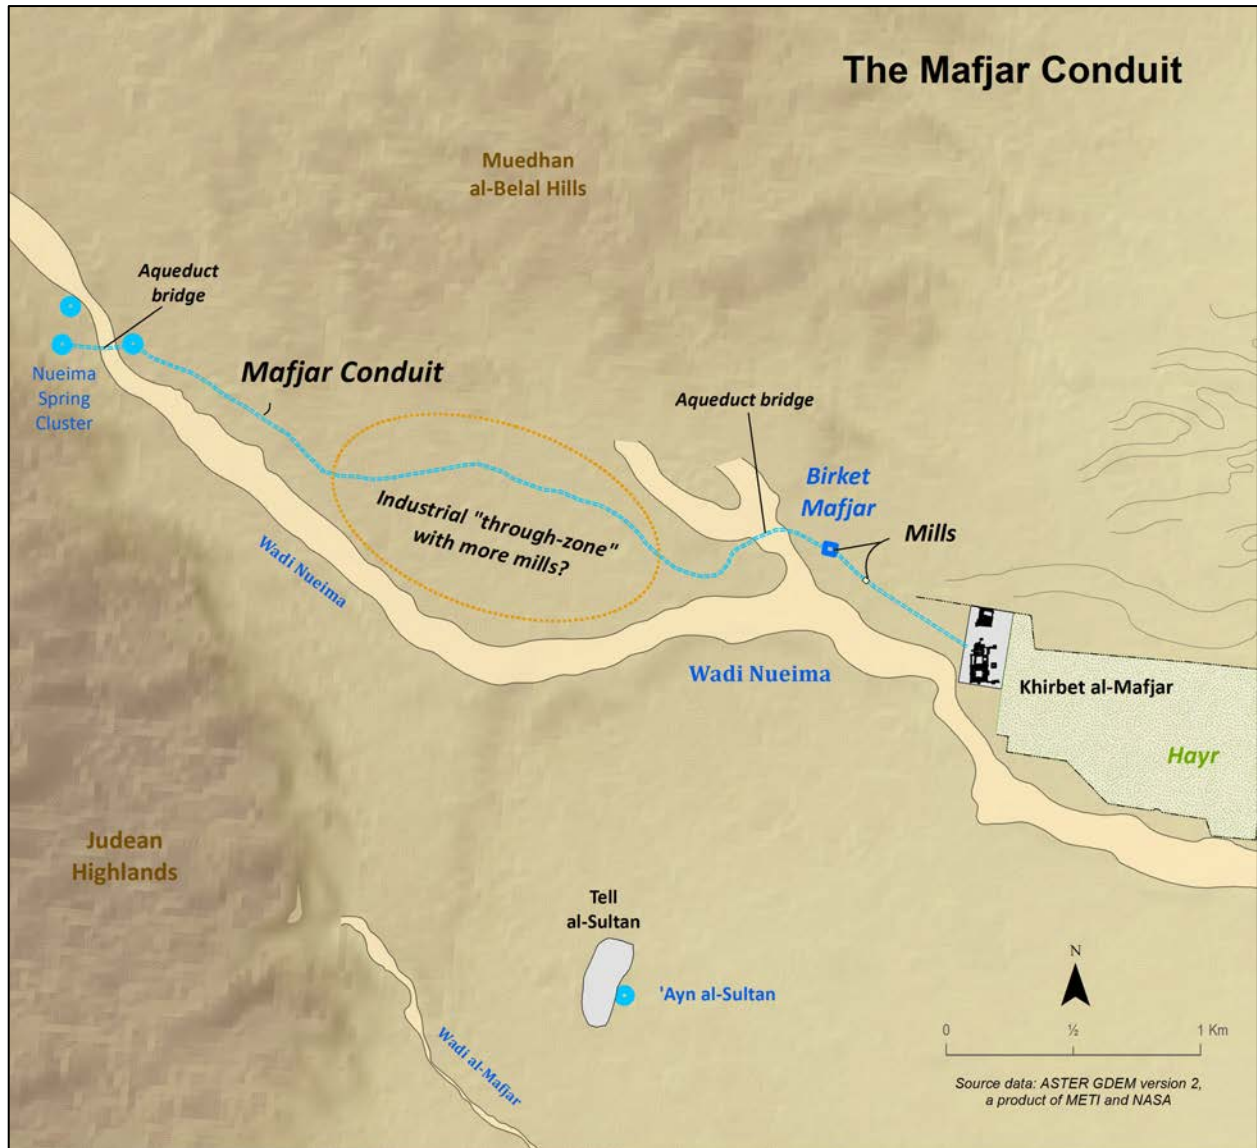 The Mafjar Conduit
Muedhan
al-Belal Hills
Aqueduct
bridge
Nueima
Spring
Cluster
Mafjar Conduit
Aqueduct bridge
Birket
Mafjar
Mills
Industrial "through-zone"
with more mills?
Wadi Nueima
Wadi Nueima
Khirbet al-Mafjar
Hayr
Judean
Highlands
Tell
al-Sultan
'Ayn al-Sultan
Wadi al-Mafjar
N
0 ½ 1 Km
Source data: ASTER GDEM version 2,
a product of METI and NASA